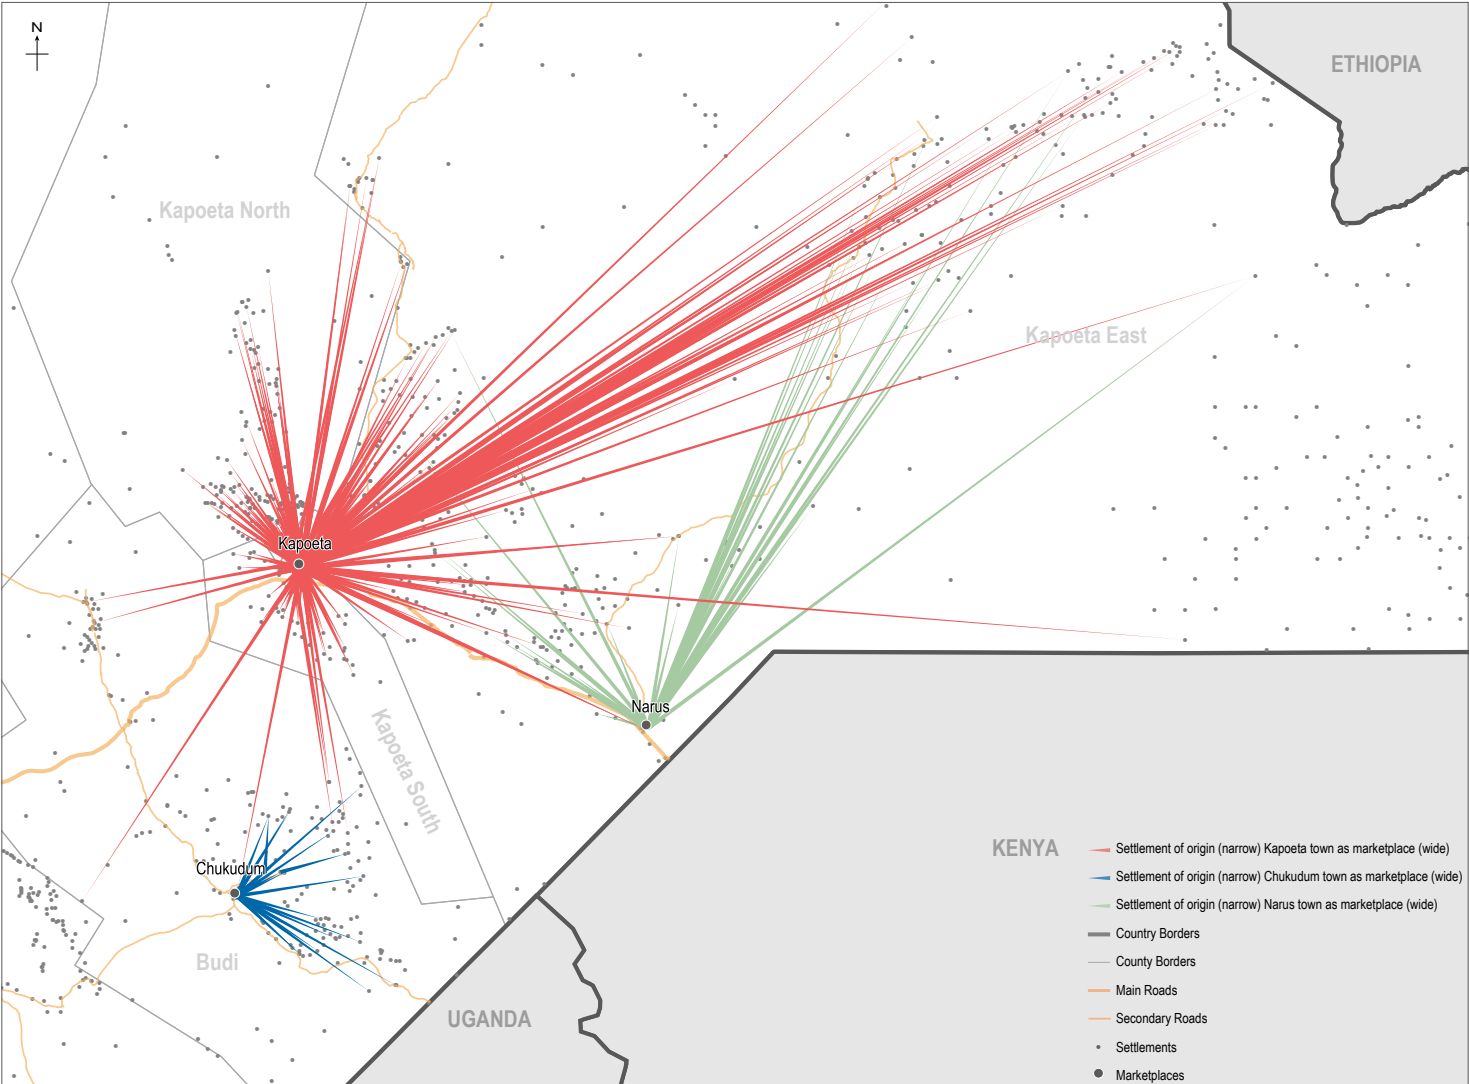 N
ETHIOPIA
Kapoeta North
Kapoeta East
Kapoeta
Narus
Kapoeta South
Chukudum
Budi
UGANDA
KENYA
Settlement of origin (narrow) Kapoeta town as marketplace (wide)
Settlement of origin (narrow) Chukudum town as marketplace (wide)
Settlement of origin (narrow) Narus town as marketplace (wide)
Country Borders
County Borders
Main Roads
Secondary Roads
Settlements
Marketplaces